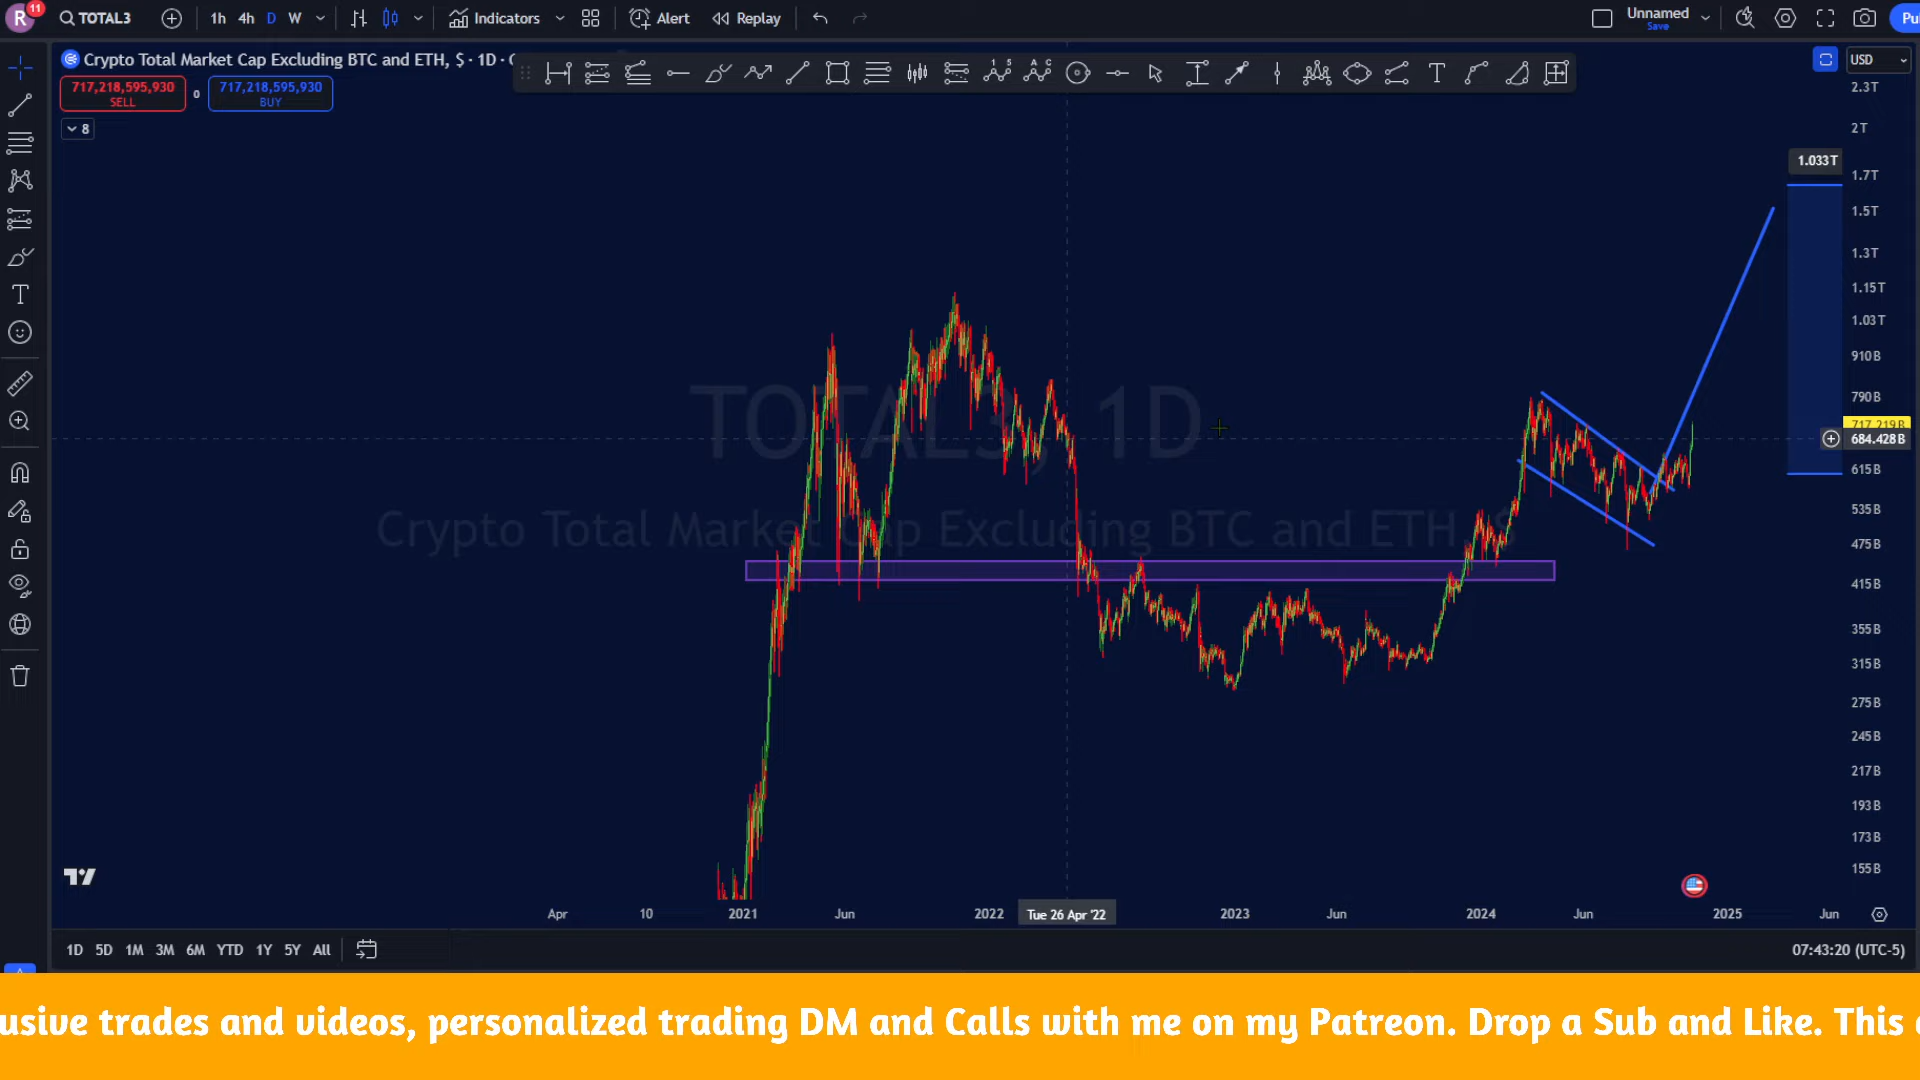 R 11 TOTAL3 1h 4h D W Indicators Alert Replay Unnamed Save Pu
Crypto Total Market Cap Excluding BTC and ETH, $ · 1D · C
USD
717,218,595,930 SELL 0 717,218,595,930 BUY
8
2.3T
2T
1.033T
1.7T
1.5T
1.3T
1.15T
1.03T
910B
790B
717.219B
684.428B
615B
535B
475B
415B
355B
315B
275B
245B
217B
193B
173B
155B
TOTAL3, 1D
Crypto Total Market Cap Excluding BTC and ETH, $
Apr 10 2021 Jun 2022 Tue 26 Apr '22 2023 Jun 2024 Jun 2025 Jun
1D 5D 1M 3M 6M YTD 1Y 5Y All 07:43:20 (UTC-5)
usive trades and videos, personalized trading DM and Calls with me on my Patreon. Drop a Sub and Like. This